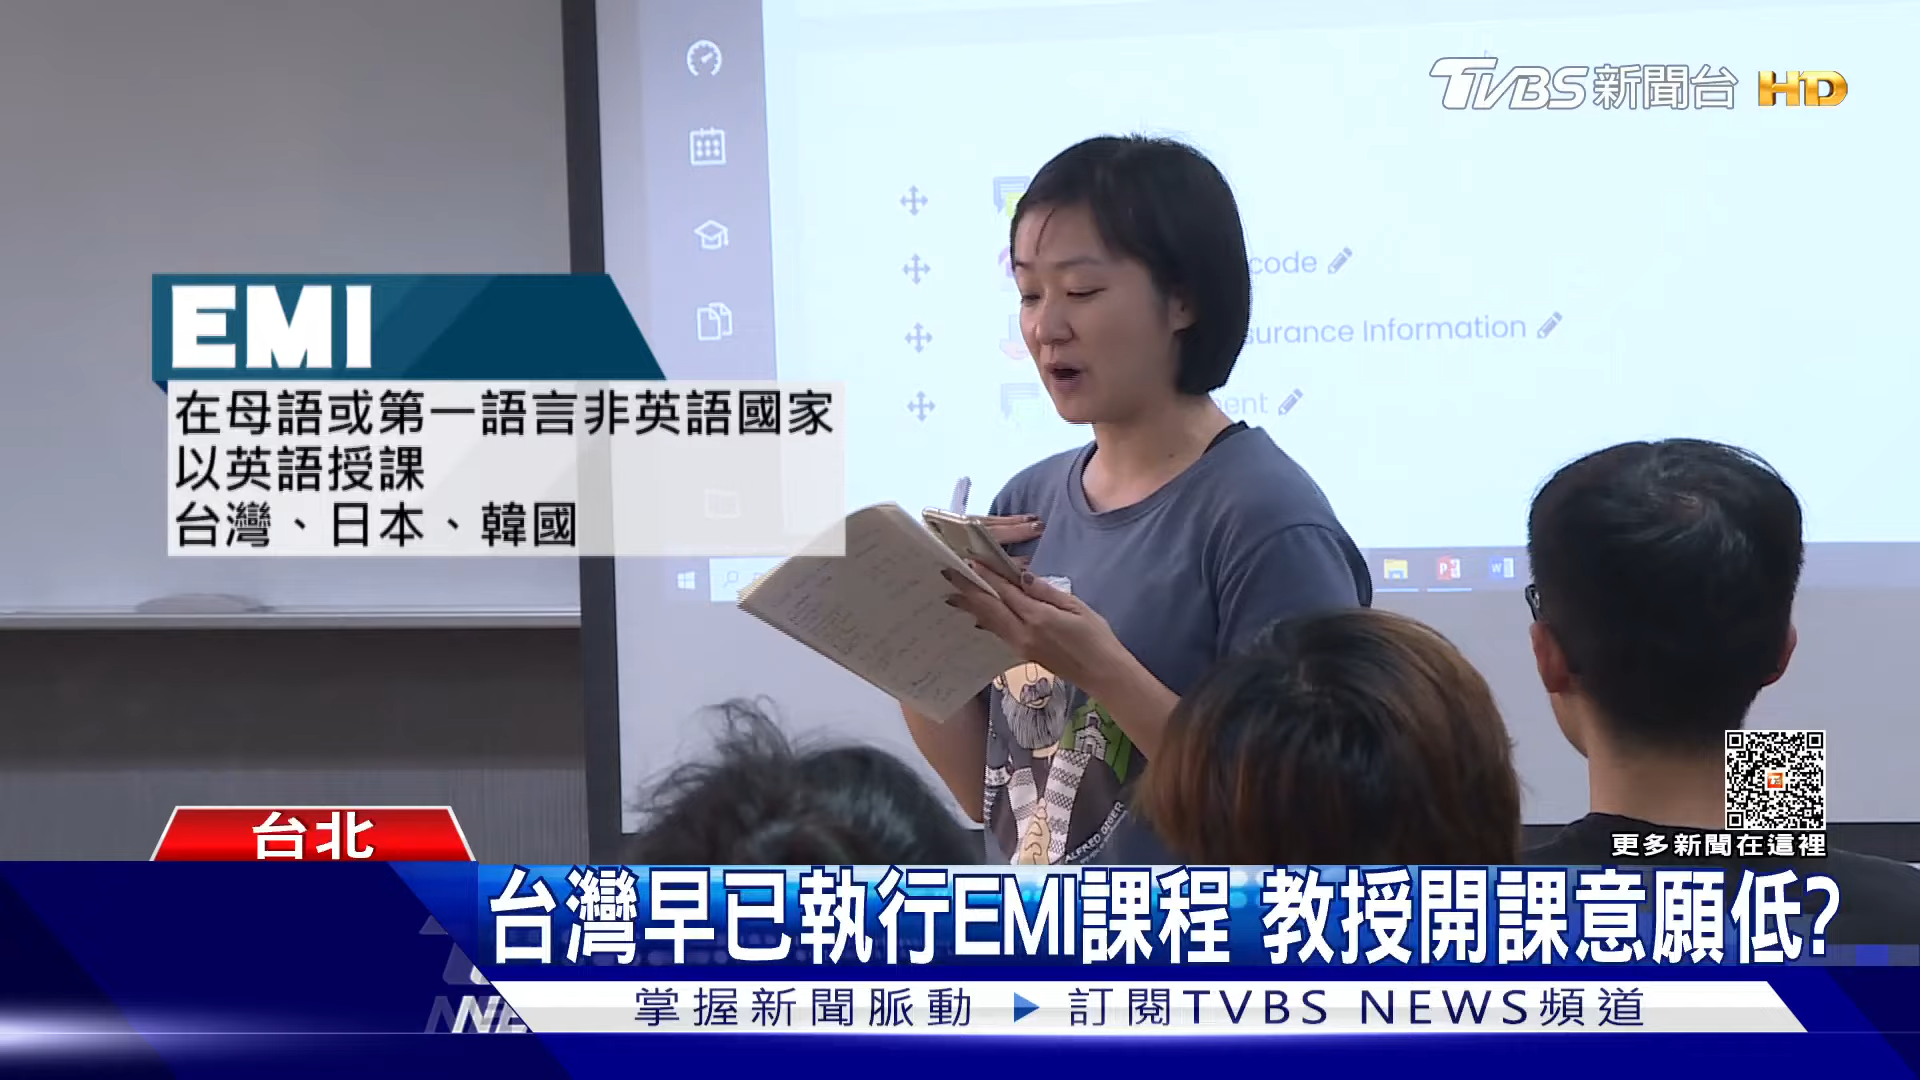 TVBS新聞台 HD
code
surance Information
ent
EMI
在母語或第一語言非英語國家
以英語授課
台灣、日本、韓國
ALFRED GIGER
更多新聞在這裡
台北
台灣早已執行EMI課程 教授開課意願低?
掌握新聞脈動 ▶ 訂閱TVBS NEWS頻道